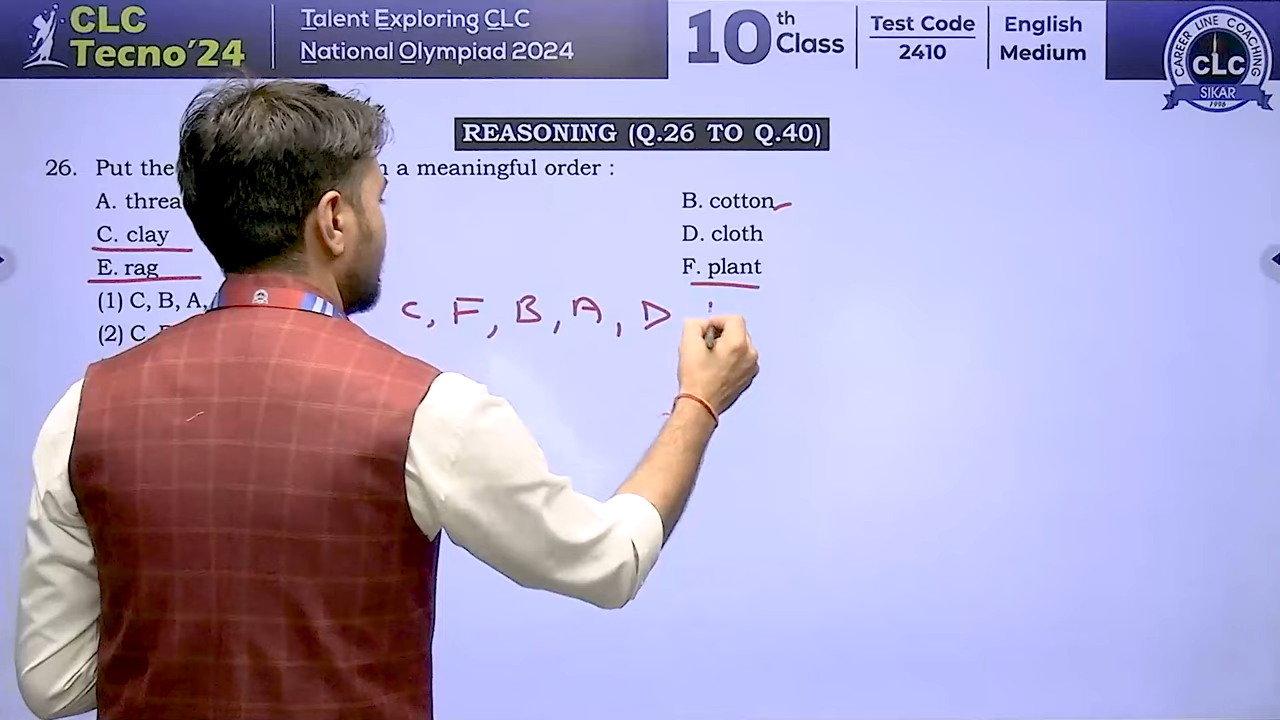 CLC
Tecno'24
Talent Exploring CLC
National Olympiad 2024
10th Class
Test Code
2410
English
Medium
CAREER LINE COACHING
CLC
SIKAR
1996
REASONING (Q.26 TO Q.40)
26. Put the a meaningful order :
A. B. cotton
C. clay D. cloth
E. rag F. plant
(1) C, B, A,
C, F, B, A, D
(2) C